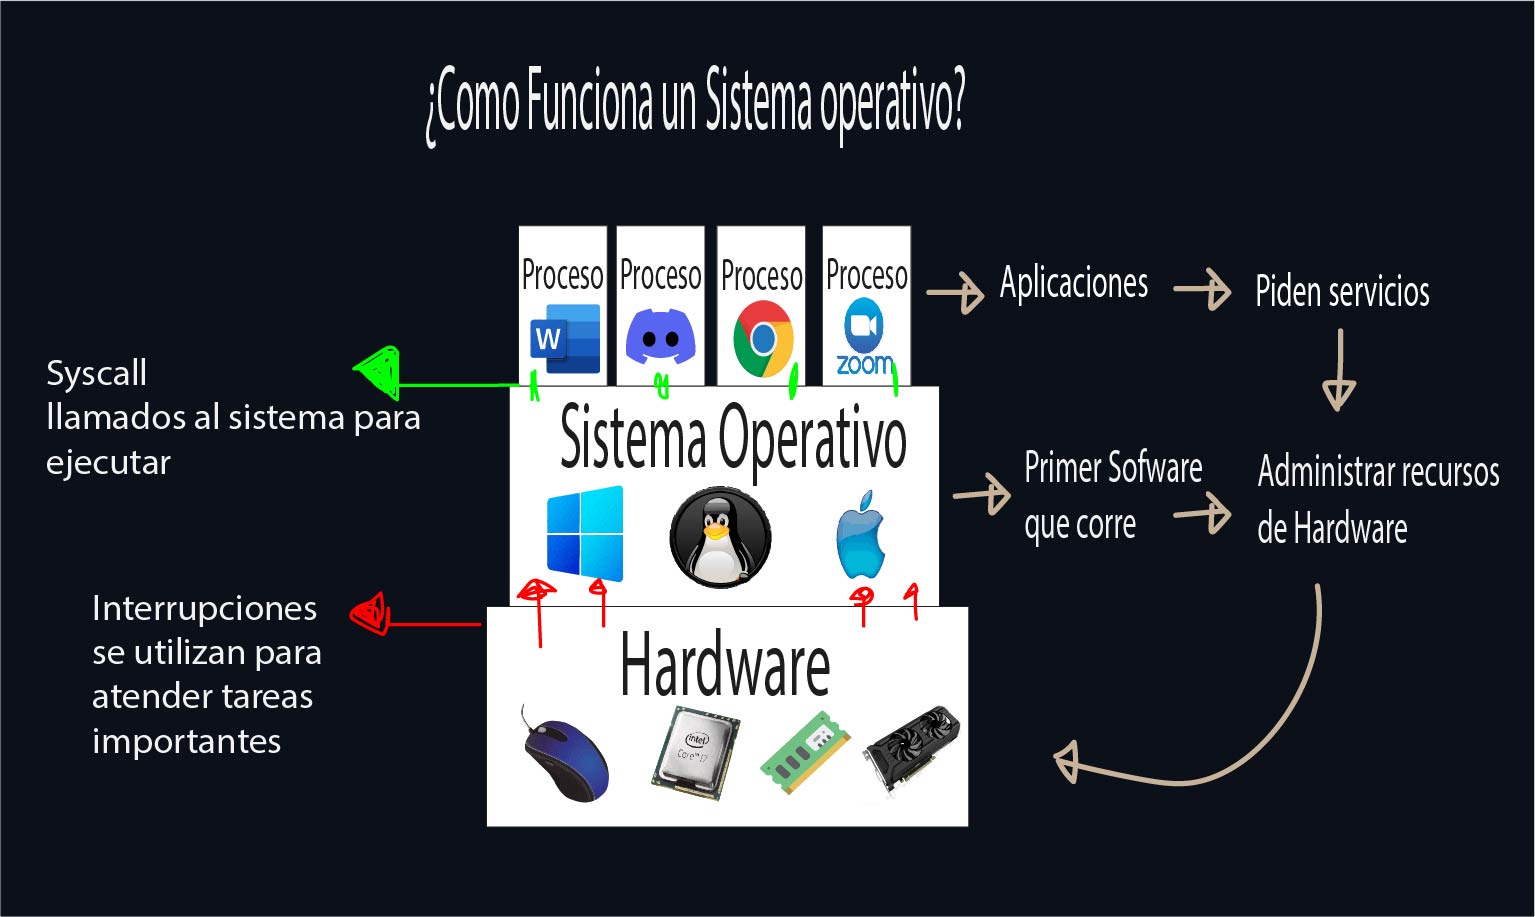 ¿Como Funciona un Sistema operativo?
Proceso
Proceso
Proceso
Proceso
W
zoom
Aplicaciones
Piden servicios
Syscall
llamados al sistema para
ejecutar
Sistema Operativo
Primer Sofware
que corre
Administrar recursos
de Hardware
Interrupciones
se utilizan para
atender tareas
importantes
Hardware
intel
Core™ i7